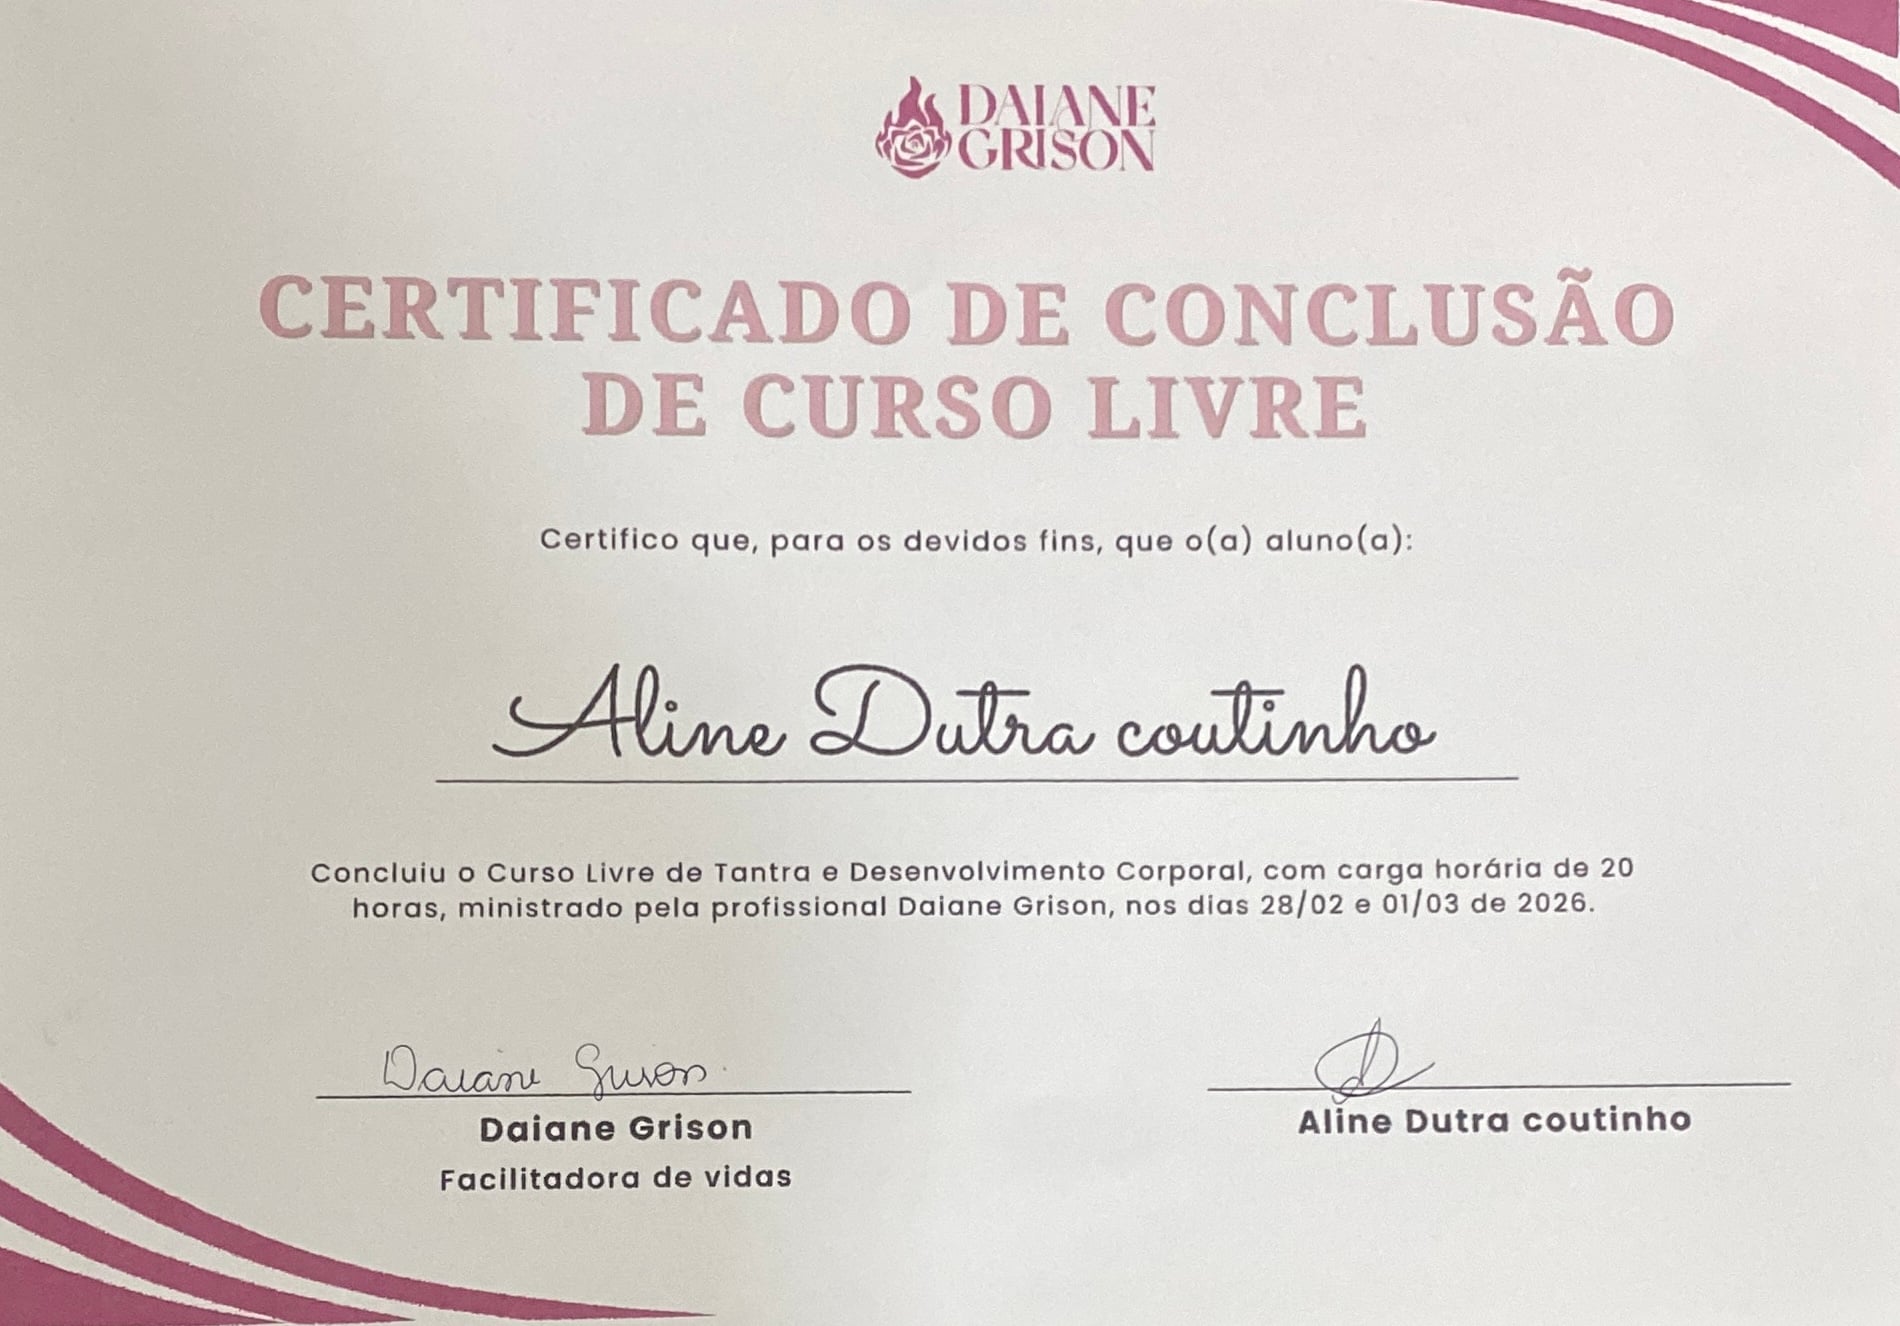 DAIANE
GRISON
CERTIFICADO DE CONCLUSÃO
DE CURSO LIVRE
Certifico que, para os devidos fins, que o(a) aluno(a):
Aline Dutra coutinho
Concluiu o Curso Livre de Tantra e Desenvolvimento Corporal, com carga horária de 20
horas, ministrado pela profissional Daiane Grison, nos dias 28/02 e 01/03 de 2026.
Daiane Grison
Daiane Grison
Facilitadora de vidas
Aline Dutra coutinho